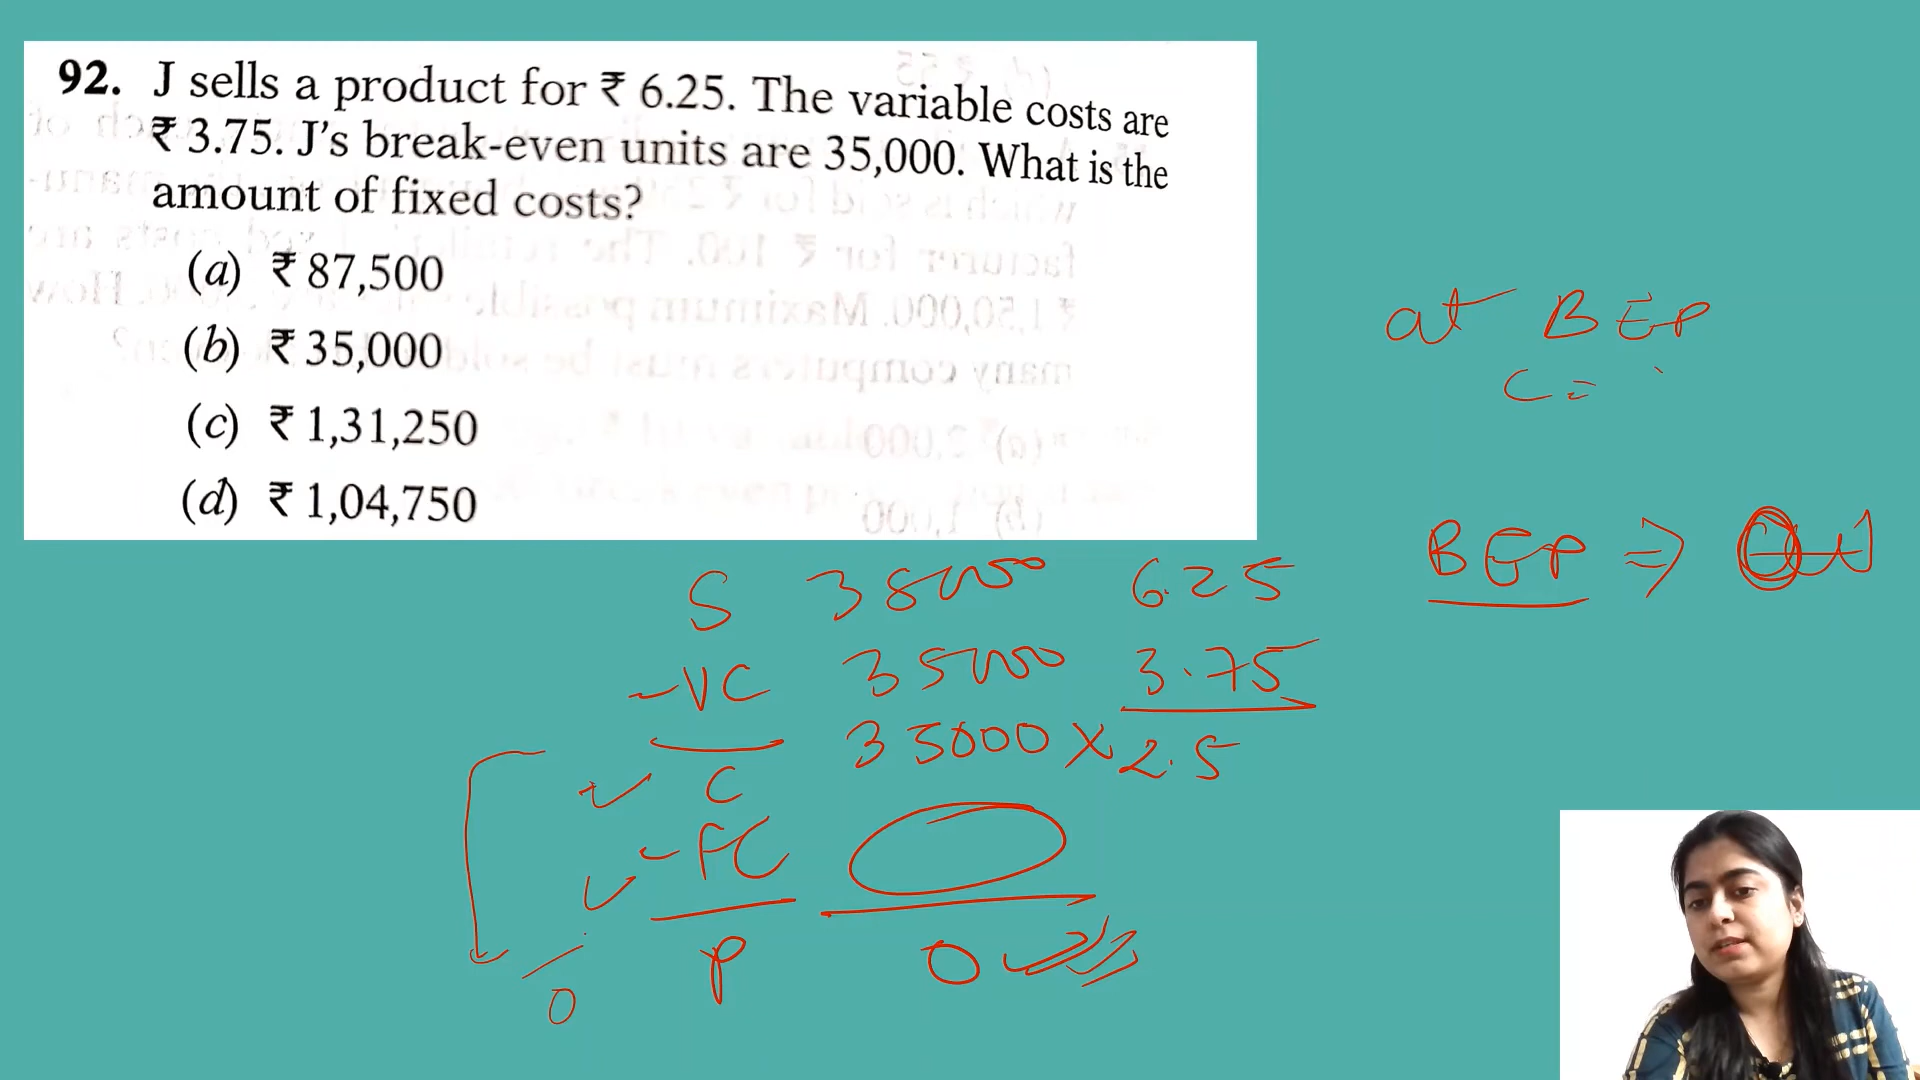 92. J sells a product for ₹ 6.25. The variable costs are
₹ 3.75. J's break-even units are 35,000. What is the
amount of fixed costs?
(a) ₹ 87,500
(b) ₹ 35,000
(c) ₹ 1,31,250
(d) ₹ 1,04,750
at BEP
C =
BEP ⇒
S 35000 6.25
- VC 35000 3.75
35000 × 2.5
C
- FC
P 0
0